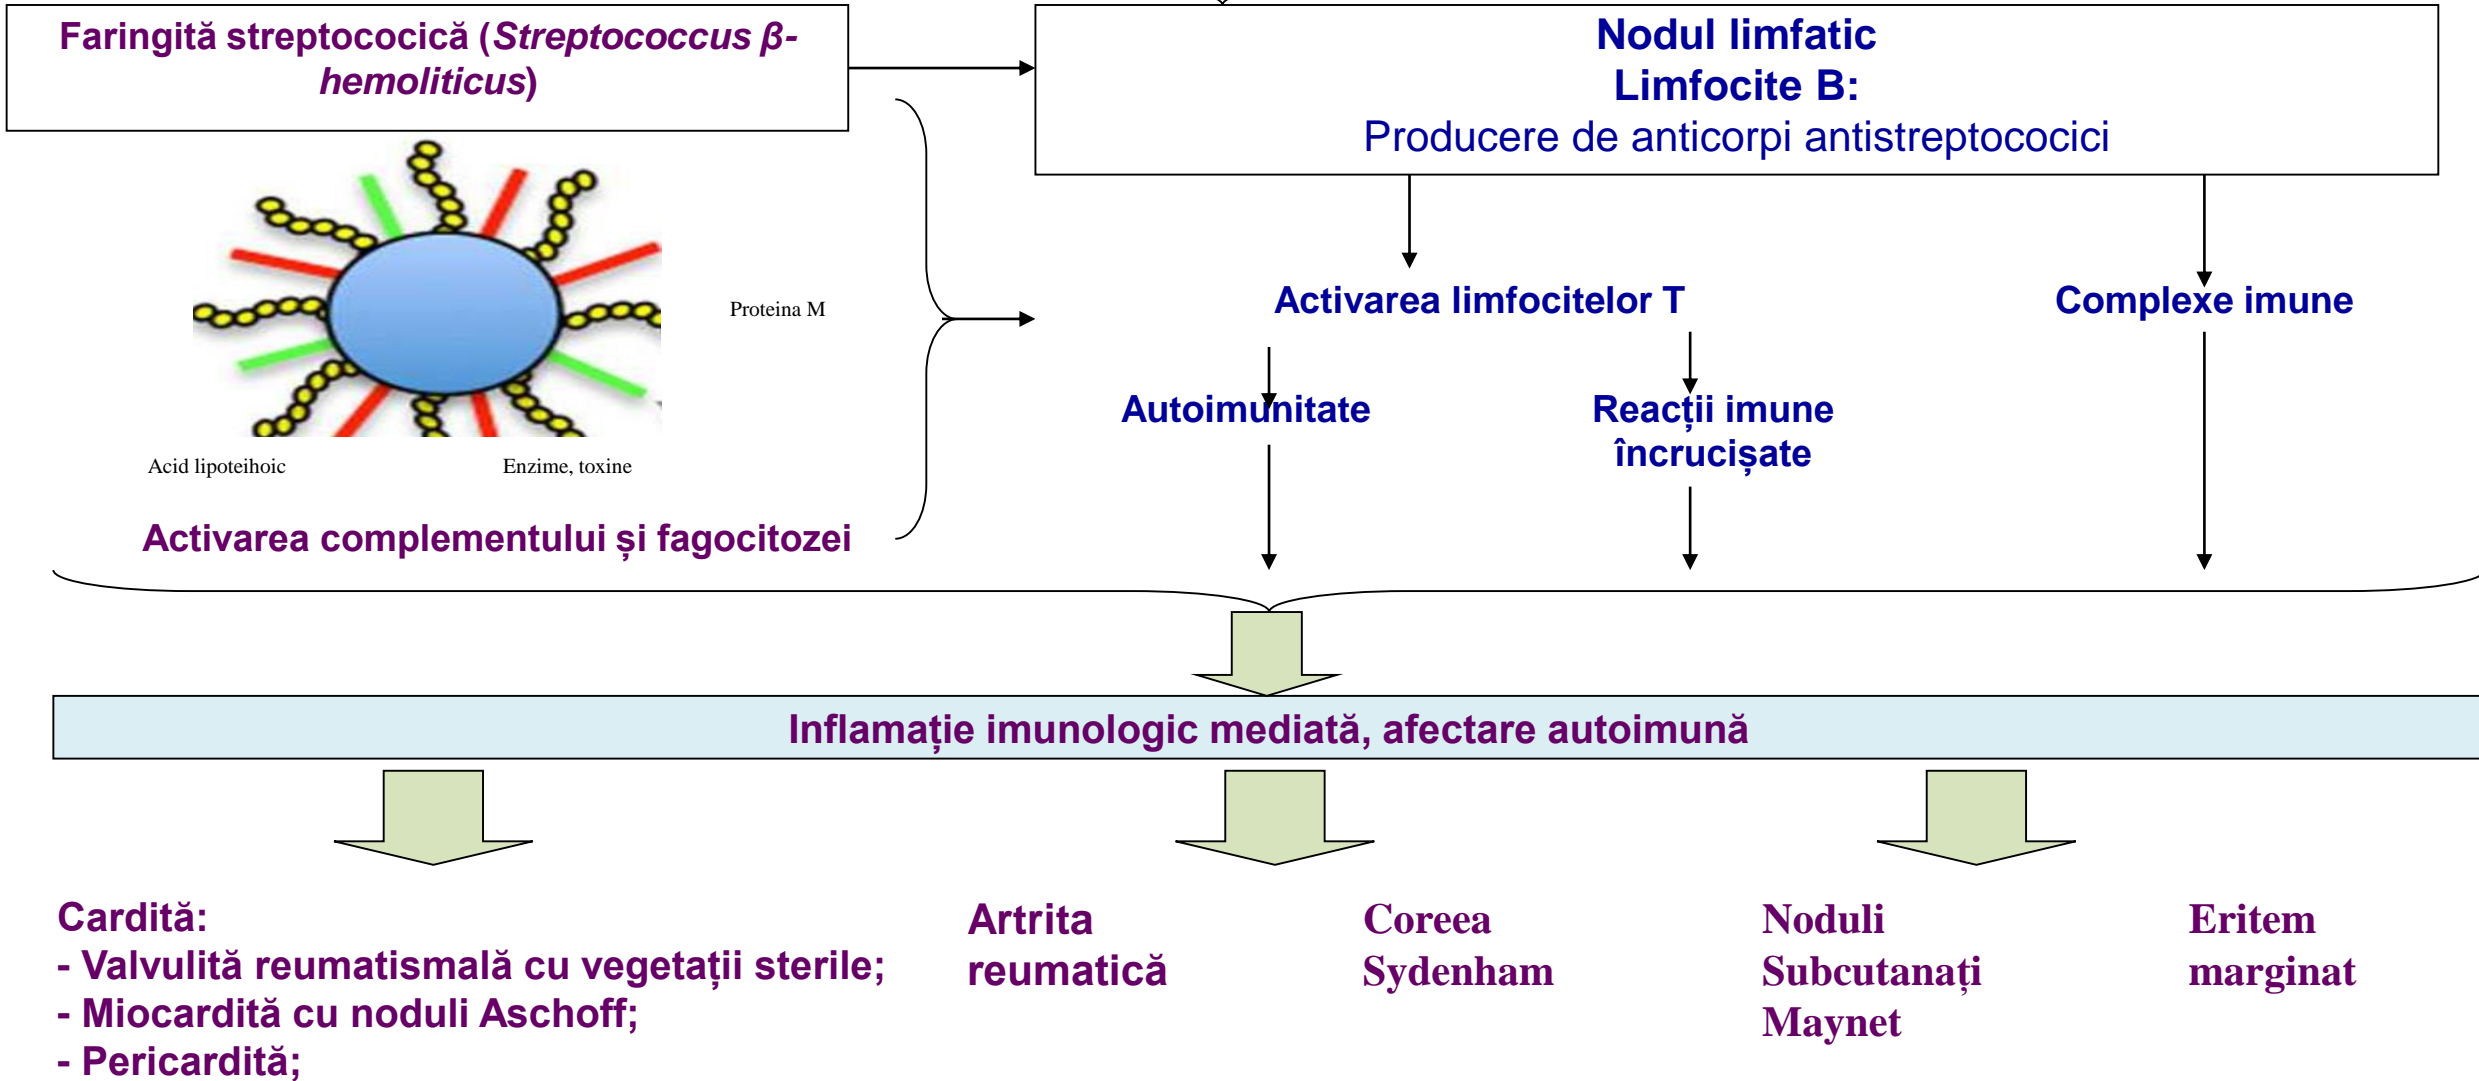 Faringită streptococică (Streptococcus β-
hemoliticus)
Nodul limfatic
Limfocite B:
Producere de anticorpi antistreptococici
Proteina M
Acid lipoteihoic
Enzime, toxine
Activarea complementului și fagocitozei
Activarea limfocitelor T
Complexe imune
Autoimunitate
Reacții imune
încrucișate
Inflamație imunologic mediată, afectare autoimună
Cardită:
- Valvulită reumatismală cu vegetații sterile;
- Miocardită cu noduli Aschoff;
- Pericardită;
Artrita
reumatică
Coreea
Sydenham
Noduli
Subcutanați
Maynet
Eritem
marginat